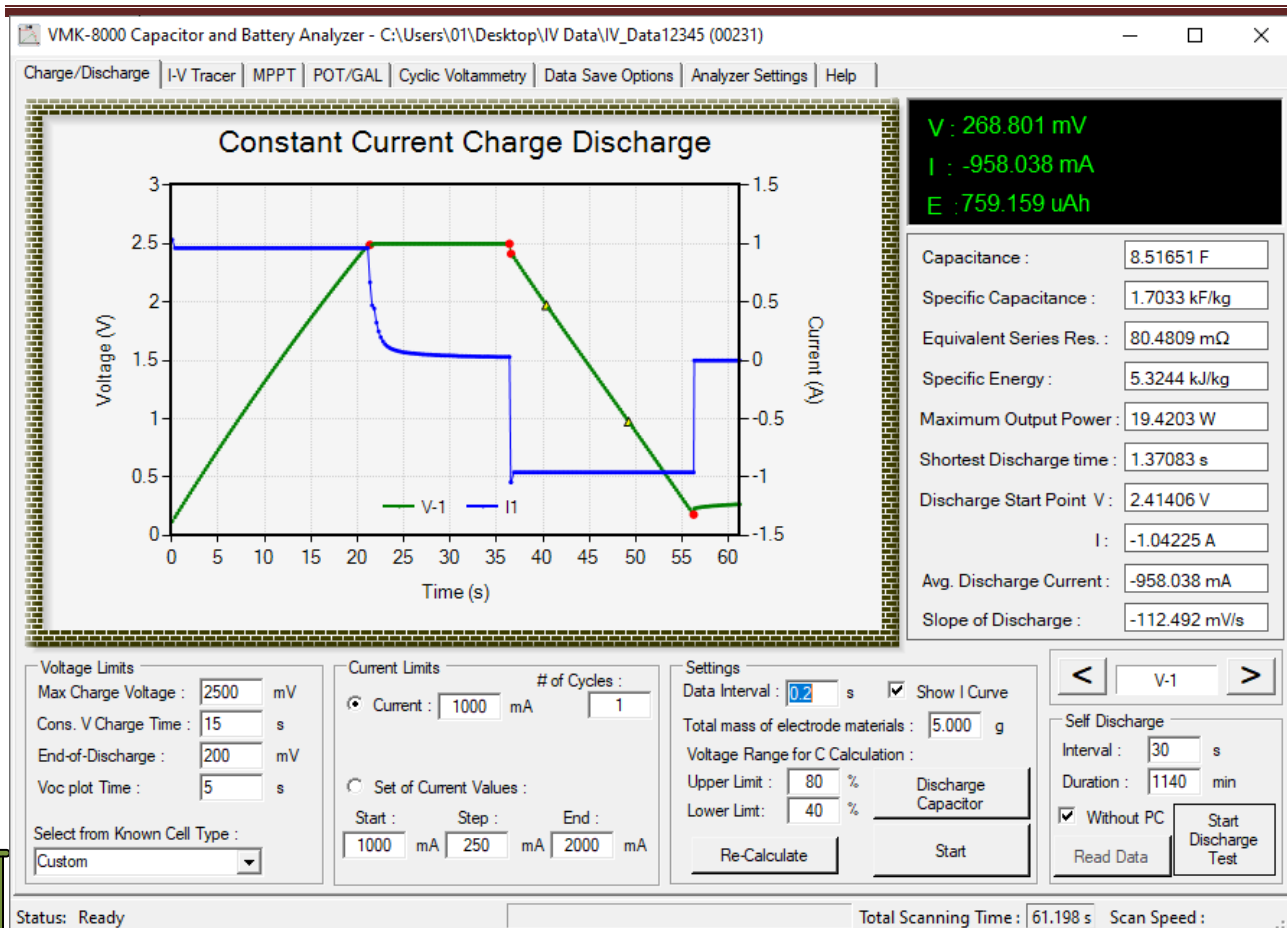 VMK-8000 Capacitor and Battery Analyzer - C:\Users\01\Desktop\IV Data\IV_Data12345 (00231)
Charge/Discharge I-V Tracer MPPT POT/GAL Cyclic Voltammetry Data Save Options Analyzer Settings Help
Constant Current Charge Discharge
3 1.5
2.5 1
2 0.5
1.5 0
1 -0.5
0.5 -1
0 -1.5
Voltage (V)
Current (A)
V-1 I1
0 5 10 15 20 25 30 35 40 45 50 55 60
Time (s)
V : 268.801 mV
I : -958.038 mA
E : 759.159 uAh
Capacitance : 8.51651 F
Specific Capacitance : 1.7033 kF/kg
Equivalent Series Res. : 80.4809 mΩ
Specific Energy : 5.3244 kJ/kg
Maximum Output Power : 19.4203 W
Shortest Discharge time : 1.37083 s
Discharge Start Point V : 2.41406 V
I : -1.04225 A
Avg. Discharge Current : -958.038 mA
Slope of Discharge : -112.492 mV/s
Voltage Limits
Max Charge Voltage : 2500 mV
Cons. V Charge Time : 15 s
End-of-Discharge : 200 mV
Voc plot Time : 5 s
Select from Known Cell Type :
Custom
Current Limits
# of Cycles :
Current : 1000 mA 1
Set of Current Values :
Start : Step : End :
1000 mA 250 mA 2000 mA
Settings
Data Interval : 0.2 s Show I Curve
Total mass of electrode materials : 5.000 g
Voltage Range for C Calculation :
Upper Limit : 80 %
Lower Limt: 40 %
Discharge
Capacitor
Re-Calculate
Start
< V-1 >
Self Discharge
Interval : 30 s
Duration : 1140 min
Without PC
Read Data
Start
Discharge
Test
Status: Ready
Total Scanning Time : 61.198 s Scan Speed :